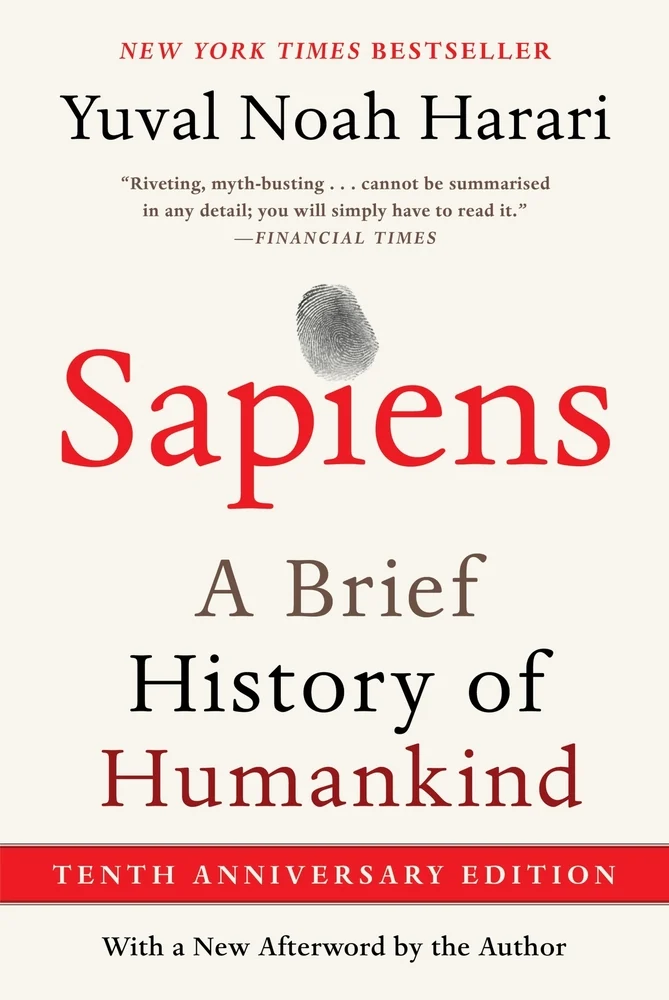 NEW YORK TIMES BESTSELLER
Yuval Noah Harari
“Riveting, myth-busting . . . cannot be summarised
in any detail; you will simply have to read it.”
—FINANCIAL TIMES
Sapiens
A Brief
History of
Humankind
TENTH ANNIVERSARY EDITION
With a New Afterword by the Author